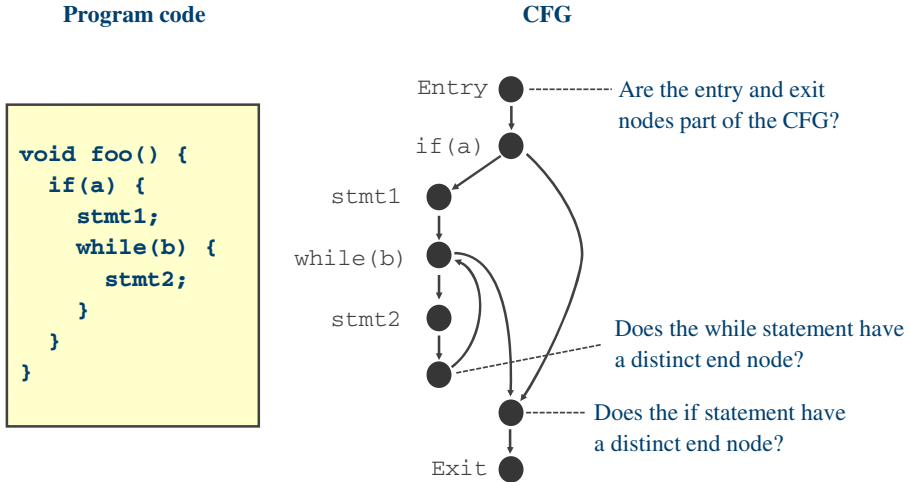 Program code
CFG
void foo() {
if(a) {
stmt1;
while(b) {
stmt2;
}
}
}
Entry
Are the entry and exit
nodes part of the CFG?
if(a)
stmt1
while(b)
stmt2
Does the while statement have
a distinct end node?
Does the if statement have
a distinct end node?
Exit